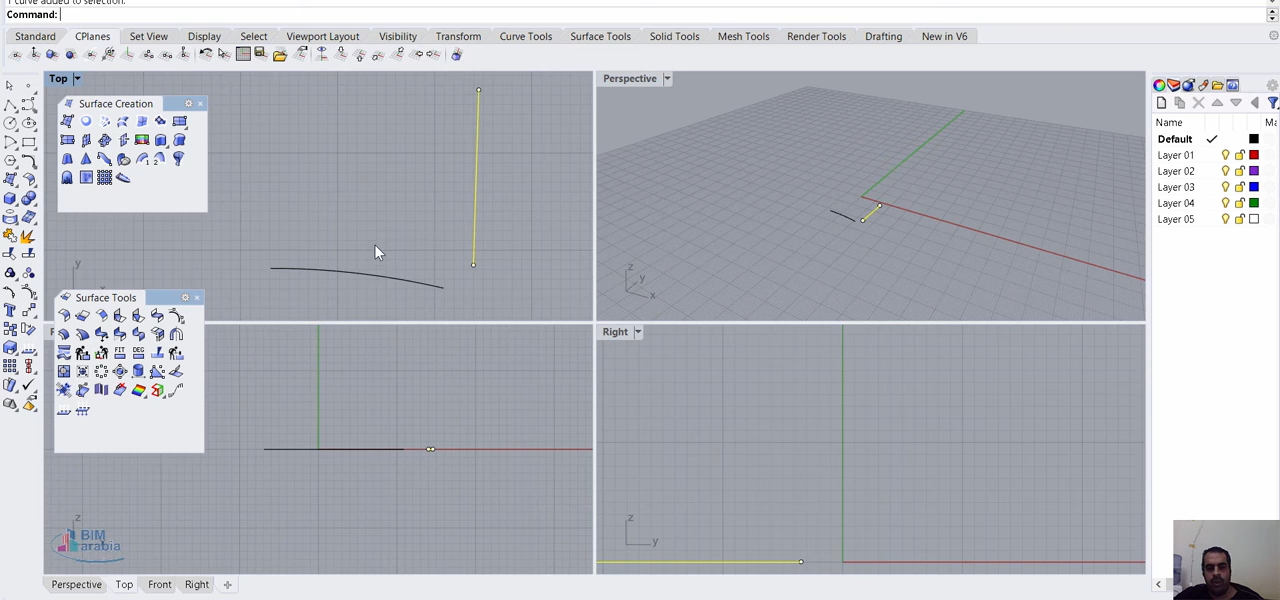 1 curve added to selection.
Command:
Standard CPlanes Set View Display Select Viewport Layout Visibility Transform Curve Tools Surface Tools Solid Tools Mesh Tools Render Tools Drafting New in V6
Top
Perspective
Surface Creation
Name
Default
Layer 01
Layer 02
Layer 03
Layer 04
Layer 05
z
y
x
y
Surface Tools
Right
FIT DEG
z
y
z
BIM
arabia
Perspective Top Front Right